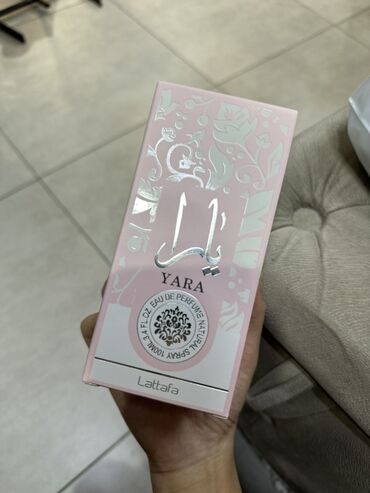 يارا
YARA
EAU DE PERFUME NATURAL SPRAY 100ML 3.4 FL.OZ.
Lattafa